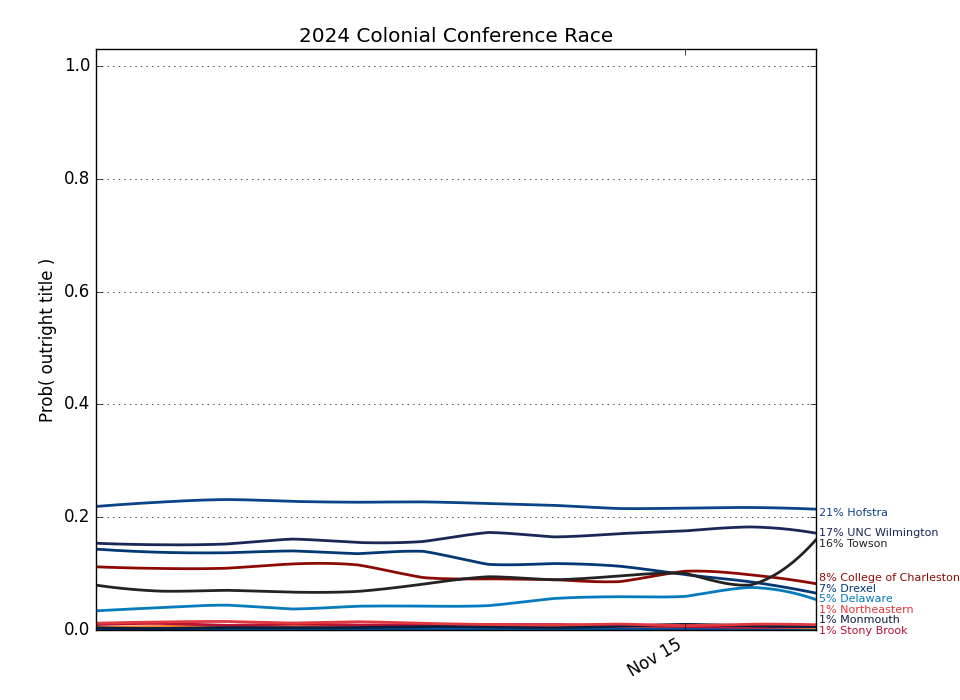 2024 Colonial Conference Race
Prob( outright title )
1.0
0.8
0.6
0.4
0.2
0.0
Nov 15
21% Hofstra
17% UNC Wilmington
16% Towson
8% College of Charleston
7% Drexel
5% Delaware
1% Northeastern
1% Monmouth
1% Stony Brook